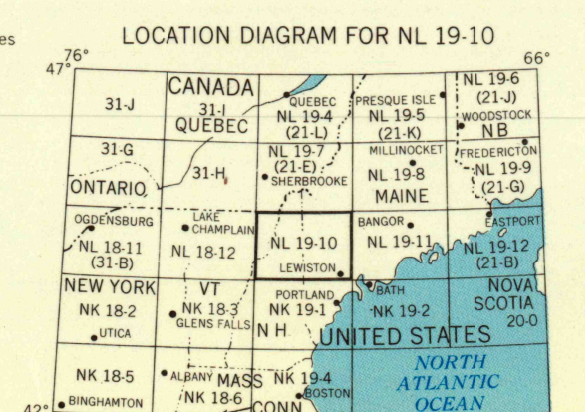 es
LOCATION DIAGRAM FOR NL 19-10
76°
66°
47°
CANADA
NL 19-6
(21-J)
31-J
31-I
QUEBEC
QUEBEC
NL 19-4
(21-L)
PRESQUE ISLE
NL 19-5
(21-K)
WOODSTOCK
NB
31-G
ONTARIO
31-H
NL 19-7
(21-E)
SHERBROOKE
MILLINOCKET
NL 19-8
MAINE
FREDERICTON
NL 19-9
(21-G)
OGDENSBURG
NL 18-11
(31-B)
LAKE
CHAMPLAIN
NL 18-12
NL 19-10
LEWISTON
BANGOR
NL 19-11
EASTPORT
NL 19-12
(21-B)
NEW YORK
NK 18-2
UTICA
VT
NK 18-3
GLENS FALLS
PORTLAND
NK 19-1
NH
BATH
NK 19-2
NOVA
SCOTIA
20-0
UNITED STATES
NK 18-5
BINGHAMTON
ALBANY
MASS
NK 18-6
NK 19-4
BOSTON
CONN
NORTH
ATLANTIC
OCEAN
42°